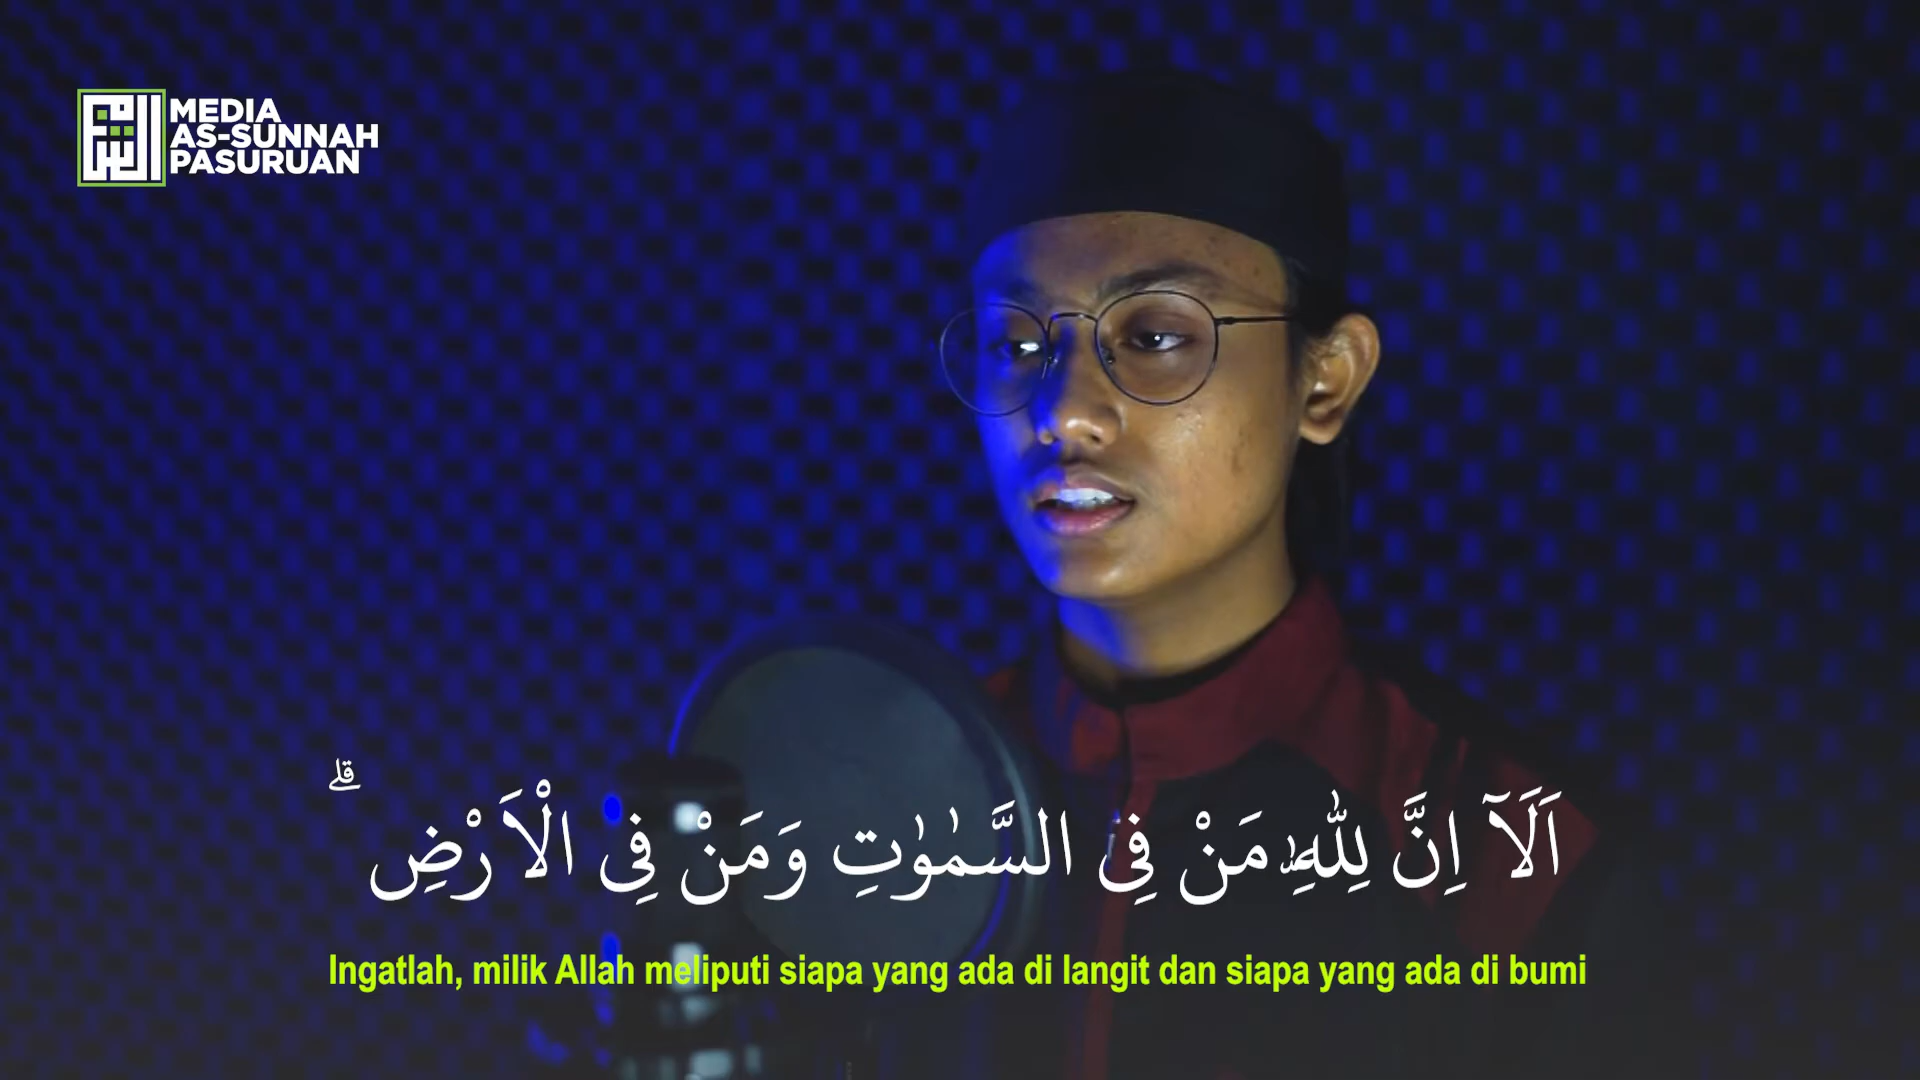 MEDIA
AS-SUNNAH
PASURUAN
اَلَآ اِنَّ لِلّٰهِ مَنْ فِى السَّمٰوٰتِ وَمَنْ فِى الْاَرْضِۗ
Ingatlah, milik Allah meliputi siapa yang ada di langit dan siapa yang ada di bumi